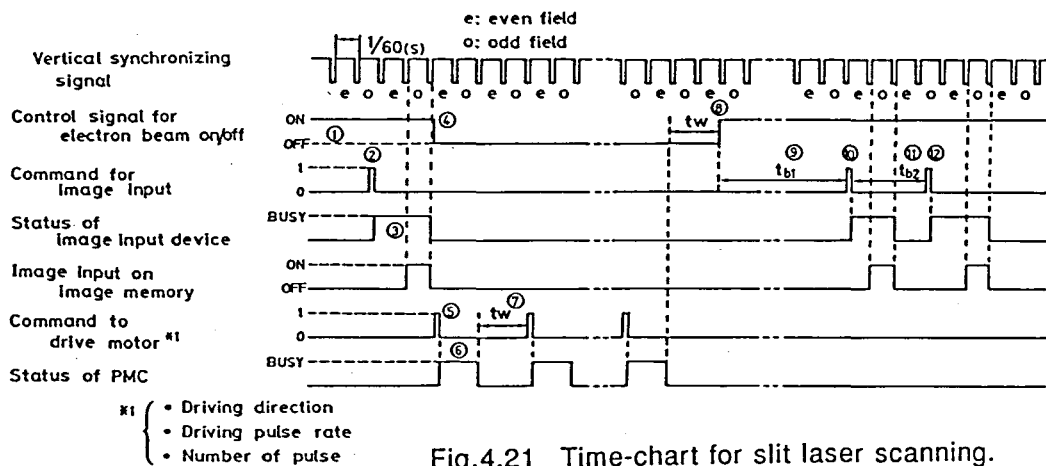 e: even field
o: odd field
1/60(s)
Vertical synchronizing
signal
e o e o e o e o e o o e o e o o e o e o e o e o e
Control signal for
electron beam on/off
ON
OFF
① ④ tw ⑧
Command for
image input
1
0
② ⑨ tb1 ⑩ ⑪ tb2 ⑫
Status of
image input device
BUSY
③
Image input on
image memory
ON
OFF
Command to
drive motor *1
1
0
⑤ tw ⑦
Status of PMC
BUSY
⑥
*1
• Driving direction
• Driving pulse rate
• Number of pulse
Fig.4.21 Time-chart for slit laser scanning.